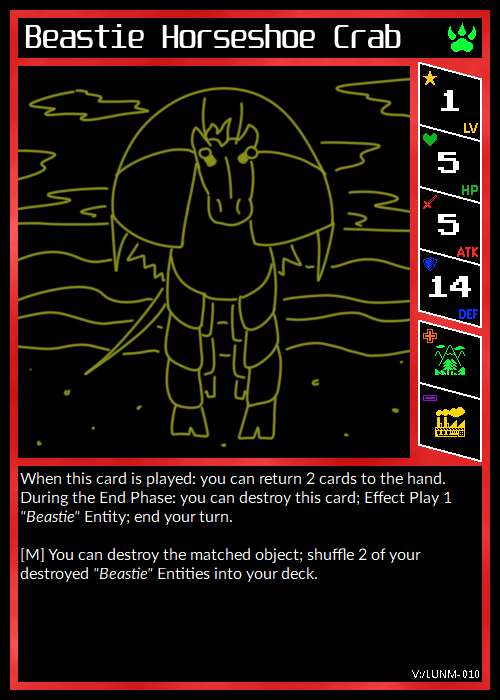 Beastie Horseshoe Crab
1
LV
5
HP
5
ATK
14
DEF
When this card is played: you can return 2 cards to the hand.
During the End Phase: you can destroy this card; Effect Play 1
"Beastie" Entity; end your turn.
[M] You can destroy the matched object; shuffle 2 of your
destroyed "Beastie" Entities into your deck.
V:/LUNM-010